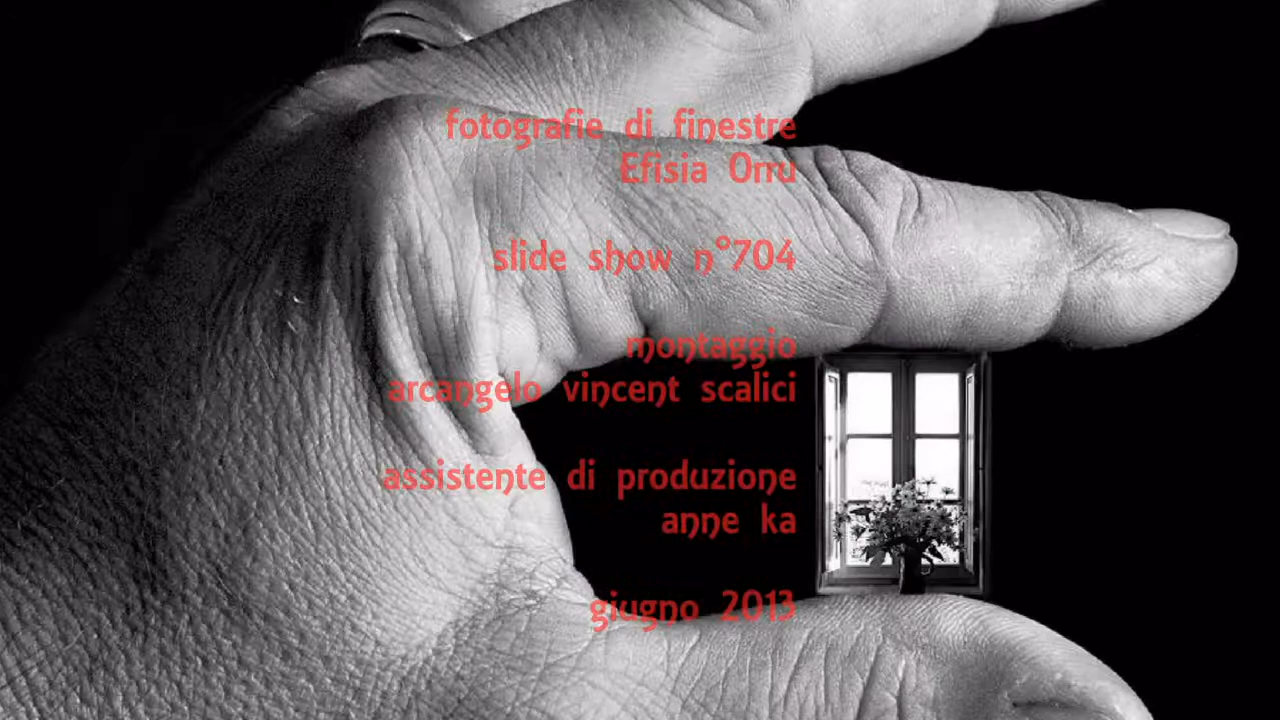 fotografie di finestre
Efisia Orru
slide show n°704
montaggio
arcangelo vincent scalici
assistente di produzione
anne ka
giugno 2013